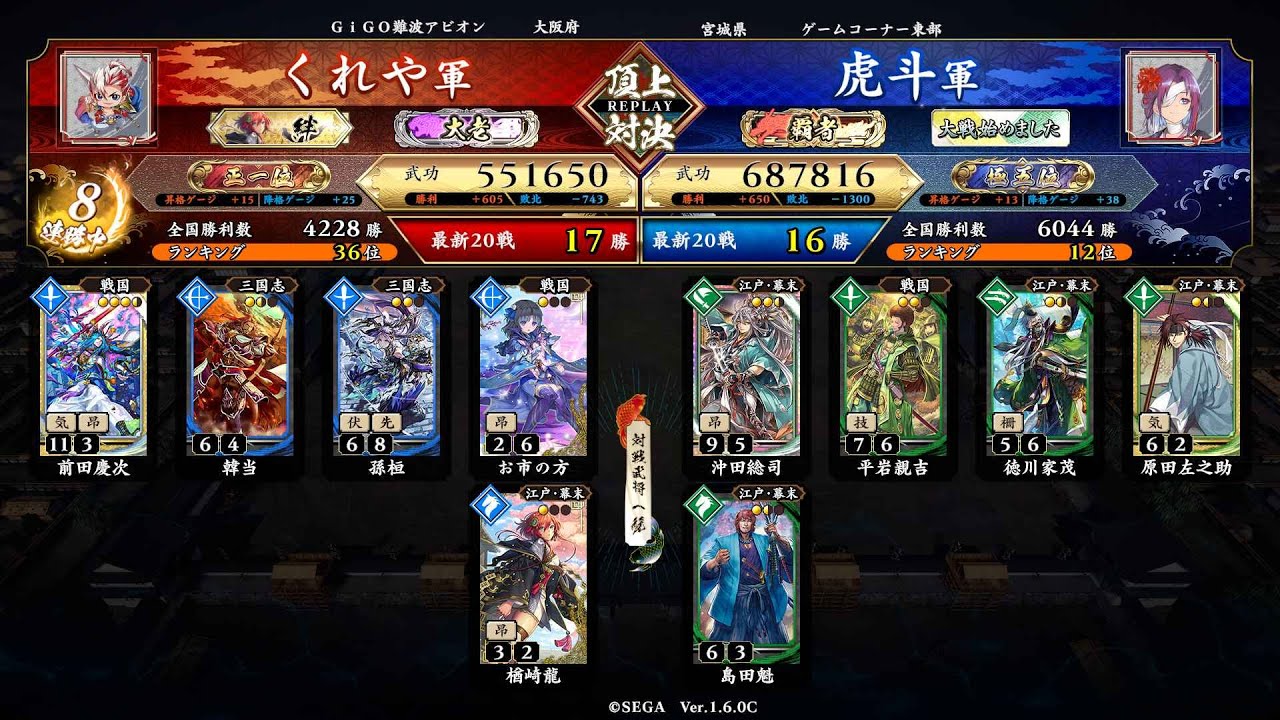 GiGO難波アビオン 大阪府 宮城県 ゲームコーナー東部
くれや軍
頂上
REPLAY
対決
虎斗軍
絆
大老
覇者
大戦始めました
8
連勝中
正一位
昇格ゲージ +15 降格ゲージ +25
武功 551650
勝利 +605 敗北 -743
武功 687816
勝利 +650 敗北 -1300
昇格ゲージ +13 降格ゲージ +38
全国勝利数 4228勝
ランキング 36位
最新20戦 17勝
最新20戦 16勝
全国勝利数 6044勝
ランキング 12位
戦国 三国志 三国志 戦国 江戸・幕末 戦国 江戸・幕末 江戸・幕末
気 昂 伏 先 昂 昂 技 柵 気
11 3 6 4 6 8 2 6 9 5 7 6 5 6 6 2
前田慶次 韓当 孫桓 お市の方 沖田総司 平岩親吉 徳川家茂 原田左之助
対戦武将一覧
江戸・幕末 江戸・幕末
昂
3 2 6 3
楢崎龍 島田魁
©SEGA Ver.1.6.0C